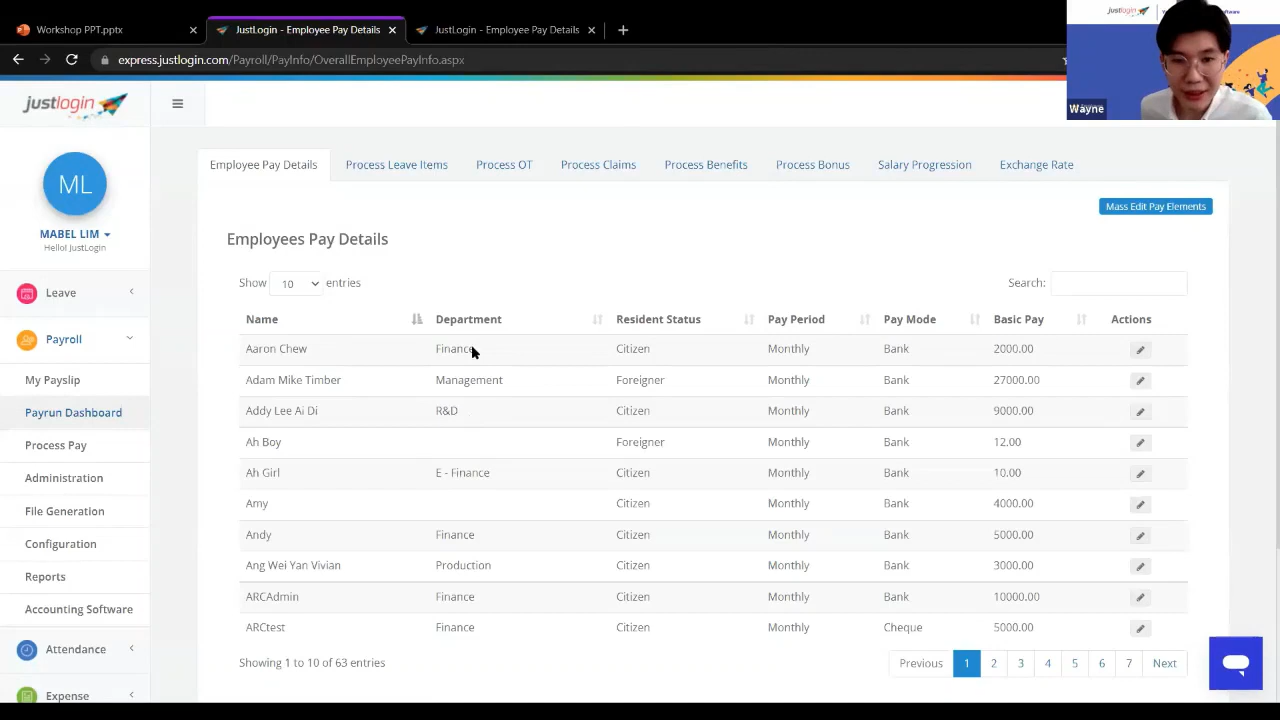 Workshop PPT.pptx
JustLogin - Employee Pay Details
JustLogin - Employee Pay Details
express.justlogin.com/Payroll/PayInfo/OverallEmployeePayInfo.aspx
justlogin
justlogin
Wayne
ML
MABEL LIM
Hello! JustLogin
Leave
Payroll
My Payslip
Payrun Dashboard
Process Pay
Administration
File Generation
Configuration
Reports
Accounting Software
Attendance
Expense
Employee Pay Details Process Leave Items Process OT Process Claims Process Benefits Process Bonus Salary Progression Exchange Rate
Mass Edit Pay Elements
Employees Pay Details
Show 10 entries Search:
Name Department Resident Status Pay Period Pay Mode Basic Pay Actions
Aaron Chew Finance Citizen Monthly Bank 2000.00
Adam Mike Timber Management Foreigner Monthly Bank 27000.00
Addy Lee Ai Di R&D Citizen Monthly Bank 9000.00
Ah Boy Foreigner Monthly Bank 12.00
Ah Girl E - Finance Citizen Monthly Bank 10.00
Amy Citizen Monthly Bank 4000.00
Andy Finance Citizen Monthly Bank 5000.00
Ang Wei Yan Vivian Production Citizen Monthly Bank 3000.00
ARCAdmin Finance Citizen Monthly Bank 10000.00
ARCtest Finance Citizen Monthly Cheque 5000.00
Showing 1 to 10 of 63 entries Previous 1 2 3 4 5 6 7 Next